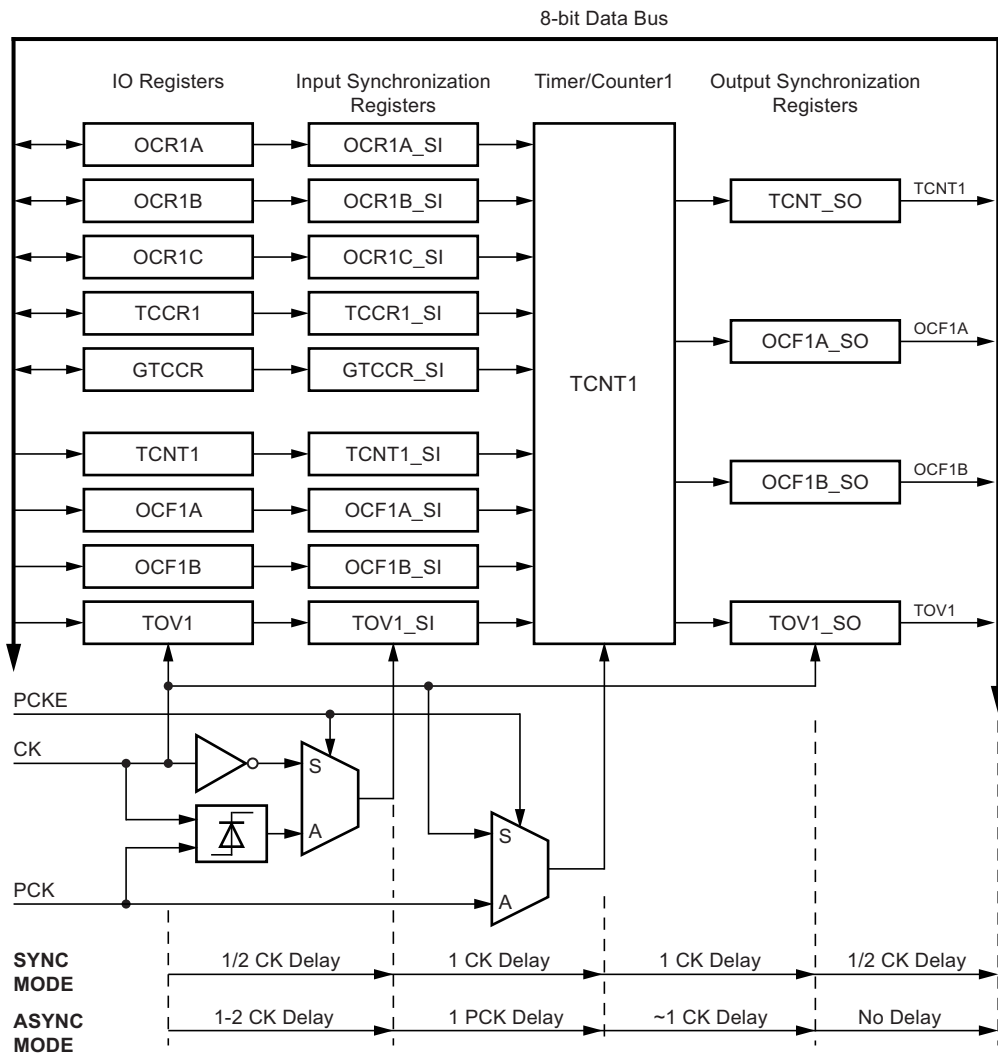 8-bit Data Bus
IO Registers
Input Synchronization
Registers
Timer/Counter1
Output Synchronization
Registers
OCR1A
OCR1A_SI
OCR1B
OCR1B_SI
TCNT_SO
TCNT1
OCR1C
OCR1C_SI
TCCR1
TCCR1_SI
OCF1A_SO
OCF1A
GTCCR
GTCCR_SI
TCNT1
TCNT1
TCNT1_SI
OCF1B_SO
OCF1B
OCF1A
OCF1A_SI
OCF1B
OCF1B_SI
TOV1
TOV1_SI
TOV1_SO
TOV1
PCKE
CK
S
A
S
A
PCK
SYNC
MODE
1/2 CK Delay
1 CK Delay
1 CK Delay
1/2 CK Delay
ASYNC
MODE
1-2 CK Delay
1 PCK Delay
~1 CK Delay
No Delay